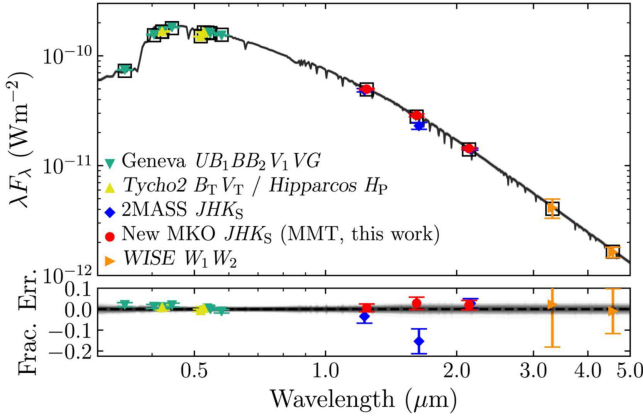 10⁻¹⁰
10⁻¹¹
10⁻¹²
λF_λ (Wm⁻²)
Geneva UB₁BB₂V₁VG
Tycho2 B_T V_T / Hipparcos H_P
2MASS JHK_S
New MKO JHK_S (MMT, this work)
WISE W₁W₂
0.1
0.0
−0.1
−0.2
Frac. Err.
0.5 1.0 2.0 3.0 4.0 5.0
Wavelength (μm)